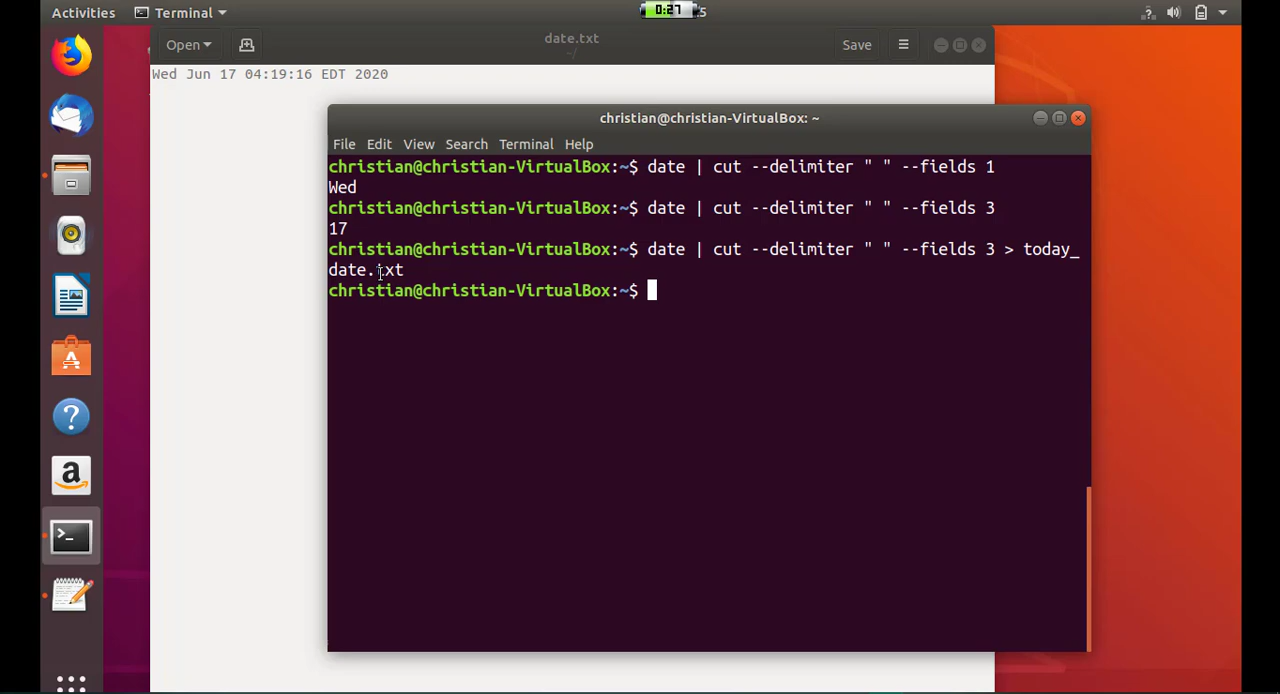 Activities
Terminal
0:27
5
?
Open
date.txt
~/
Save
Wed Jun 17 04:19:16 EDT 2020
christian@christian-VirtualBox: ~
File Edit View Search Terminal Help
christian@christian-VirtualBox:~$ date | cut --delimiter " " --fields 1
Wed
christian@christian-VirtualBox:~$ date | cut --delimiter " " --fields 3
17
christian@christian-VirtualBox:~$ date | cut --delimiter " " --fields 3 > today_
date.txt
christian@christian-VirtualBox:~$
A
?
a
>_